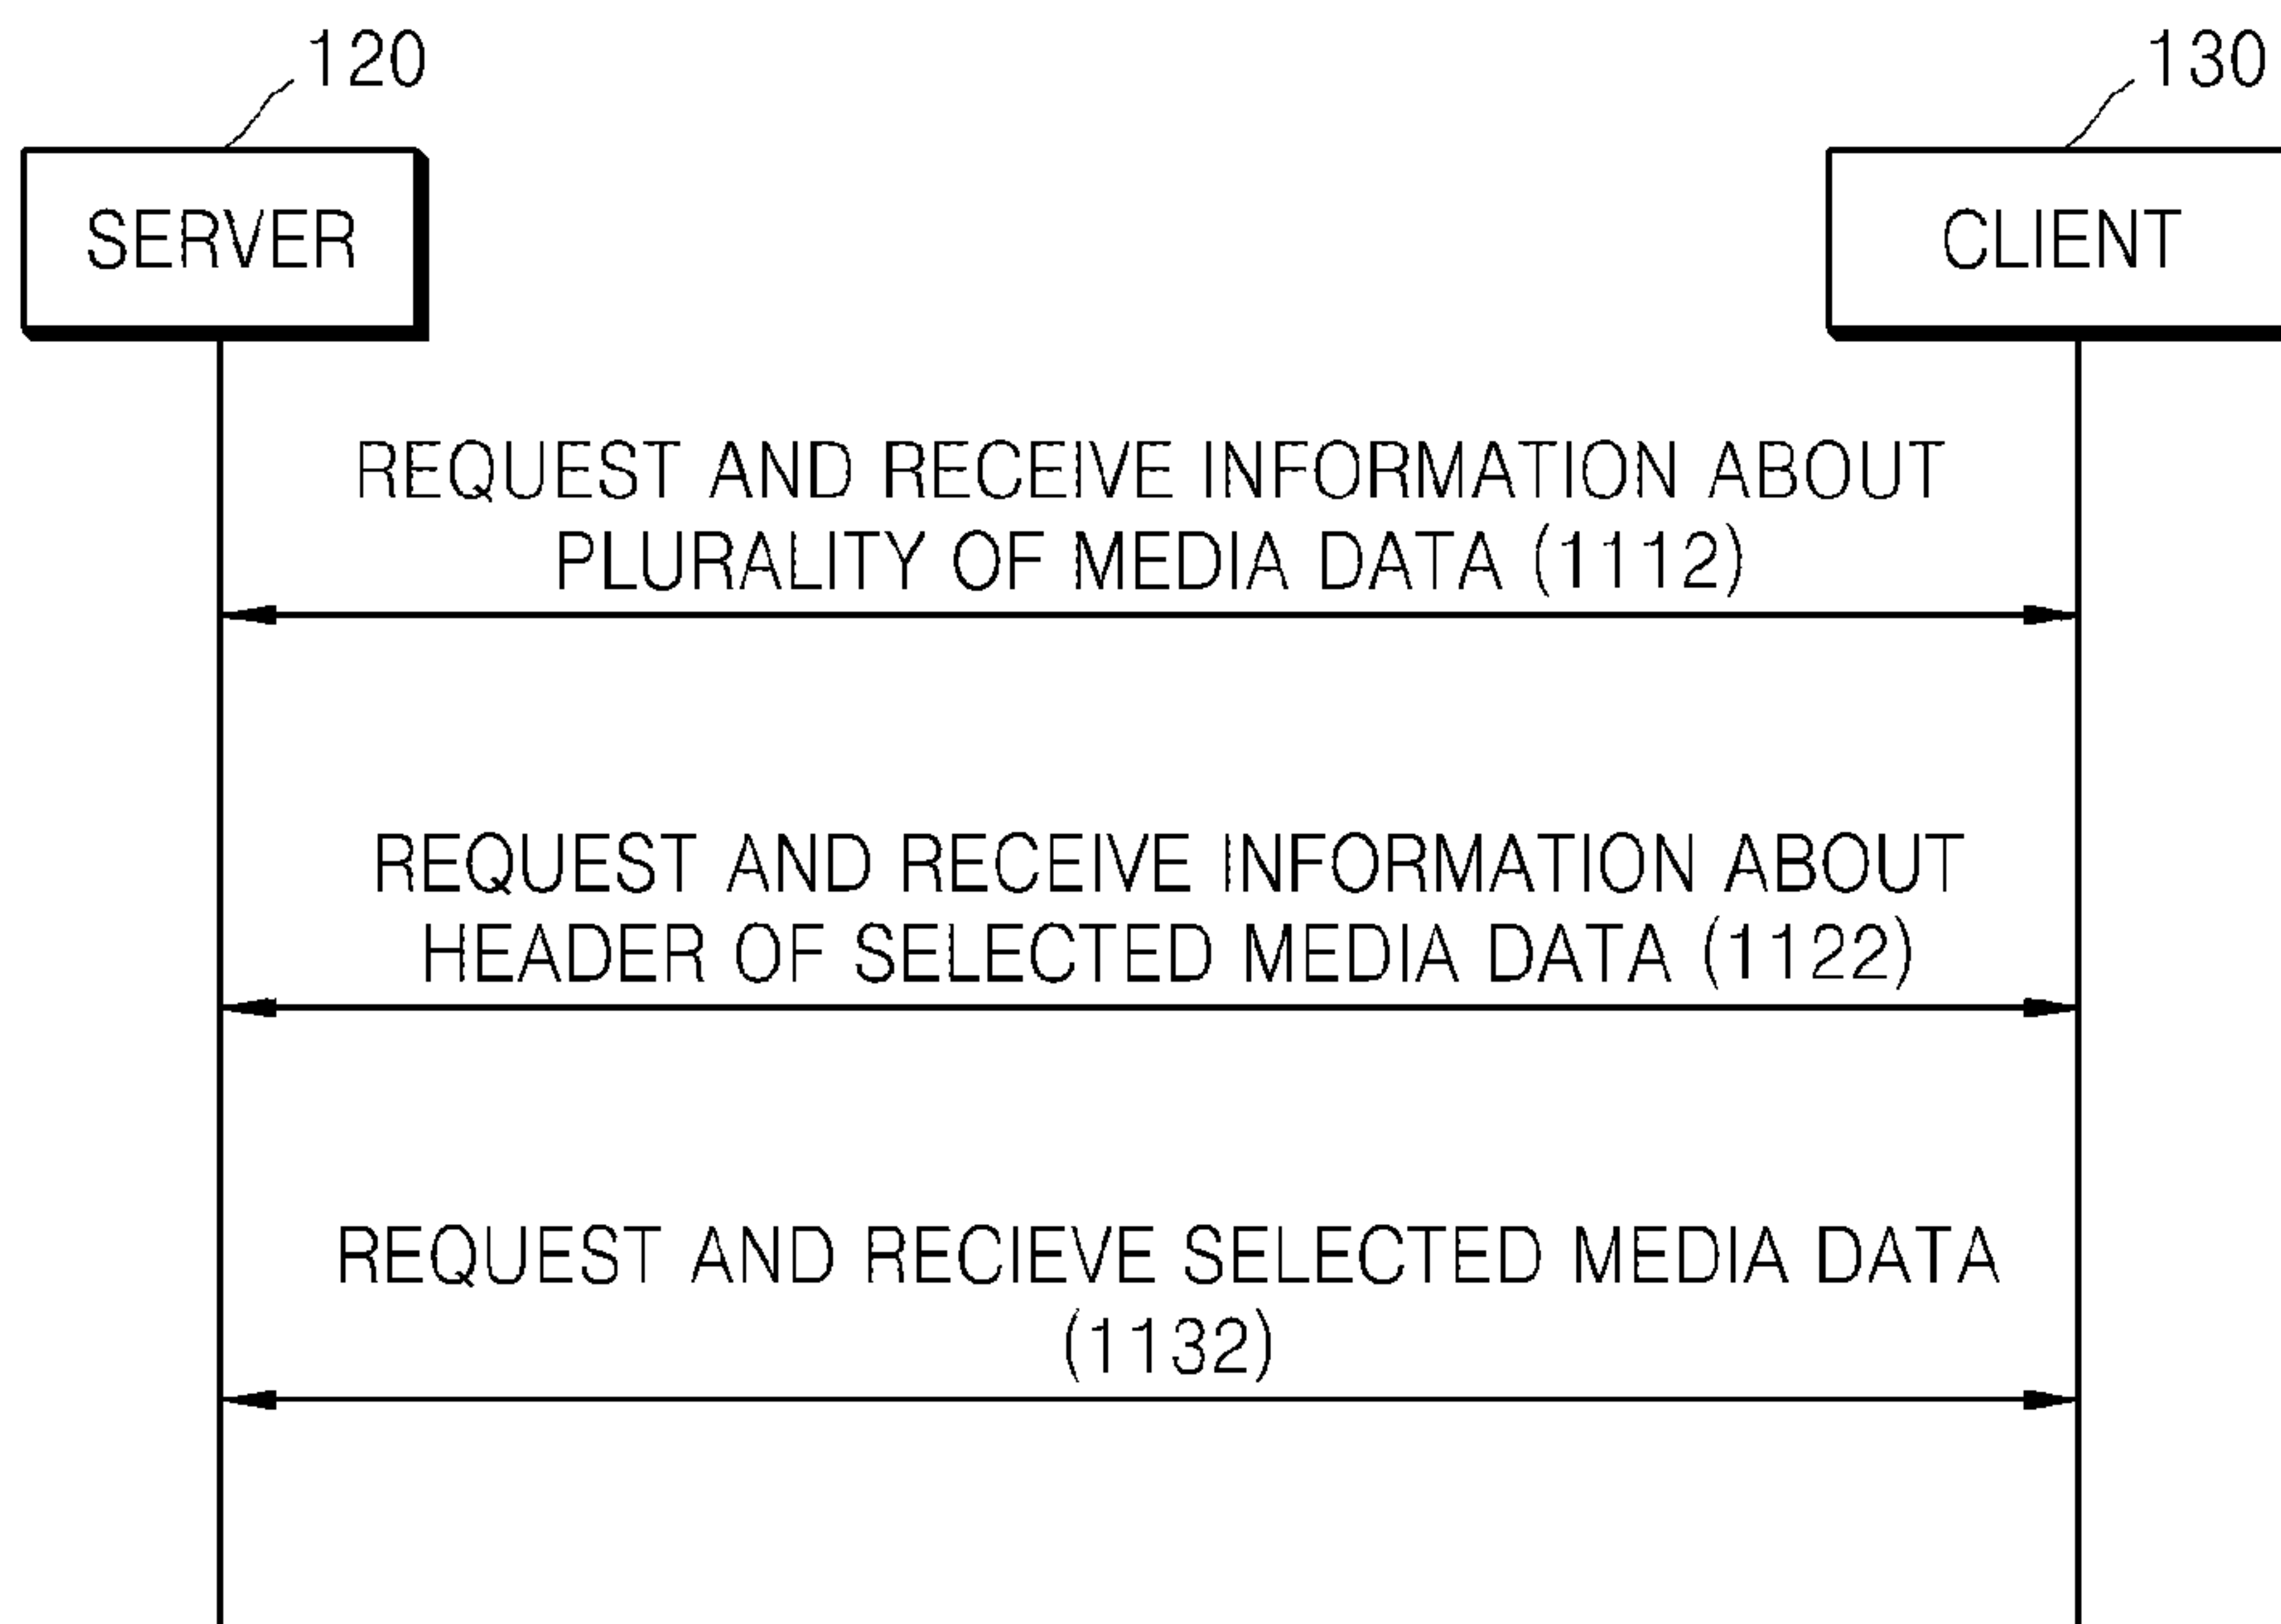 120
130
SERVER
CLIENT
REQUEST AND RECEIVE INFORMATION ABOUT
PLURALITY OF MEDIA DATA (1112)
REQUEST AND RECEIVE INFORMATION ABOUT
HEADER OF SELECTED MEDIA DATA (1122)
REQUEST AND RECIEVE SELECTED MEDIA DATA
(1132)